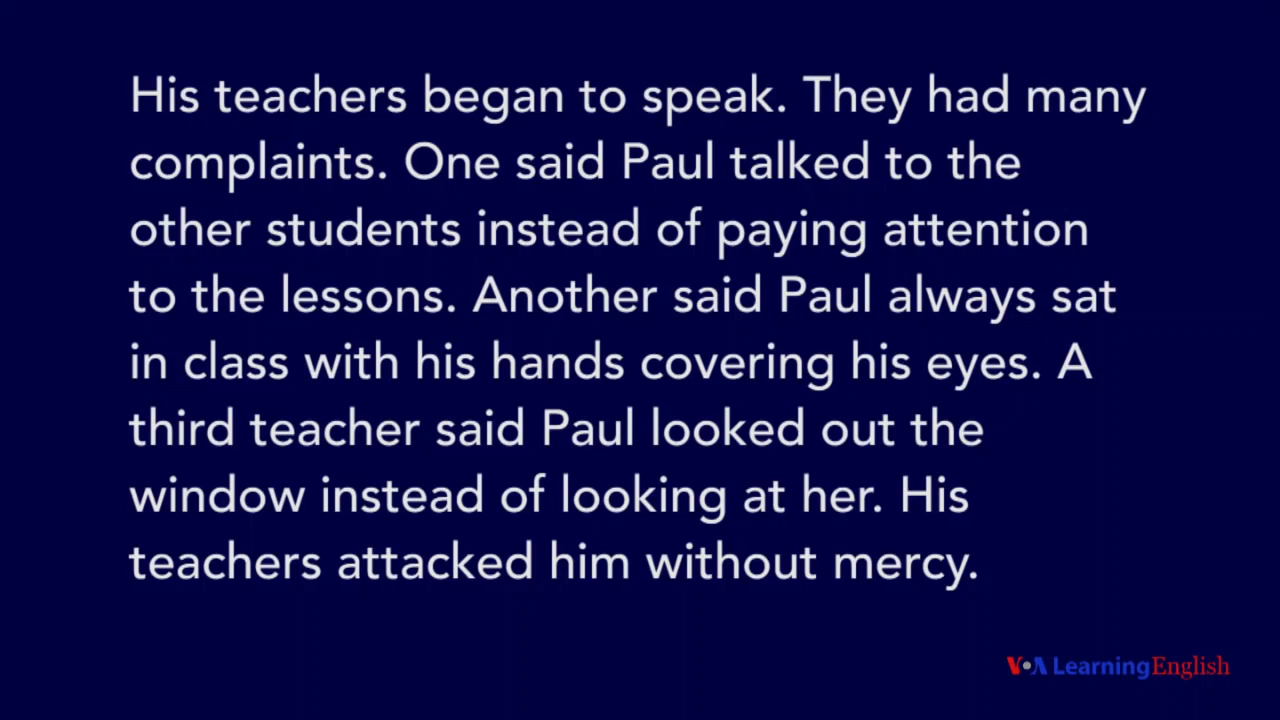 His teachers began to speak. They had many
complaints. One said Paul talked to the
other students instead of paying attention
to the lessons. Another said Paul always sat
in class with his hands covering his eyes. A
third teacher said Paul looked out the
window instead of looking at her. His
teachers attacked him without mercy.
VOA Learning English